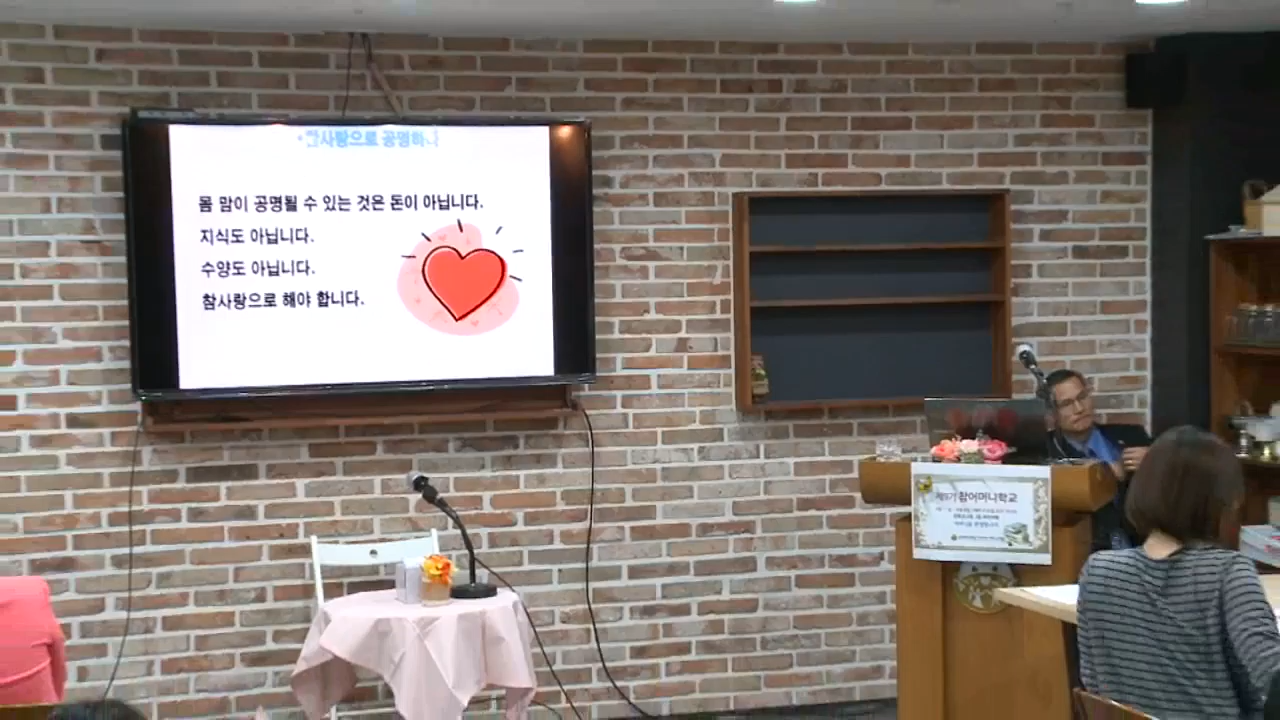 •참사랑으로 공명하니
몸 맘이 공명될 수 있는 것은 돈이 아닙니다.
지식도 아닙니다.
수양도 아닙니다.
참사랑으로 해야 합니다.
참어머니학교